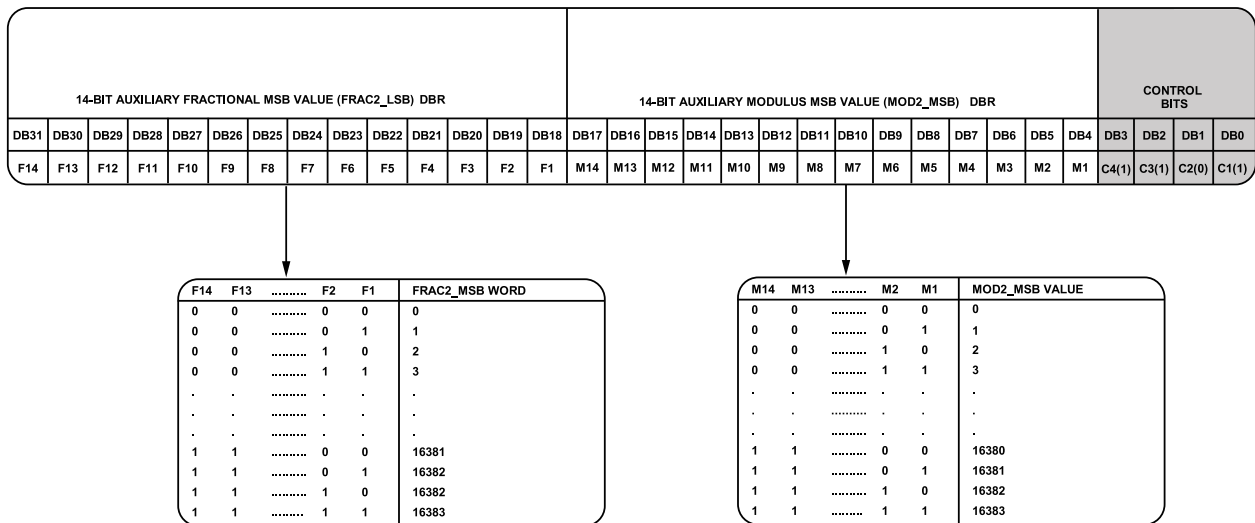 14-BIT AUXILIARY FRACTIONAL MSB VALUE (FRAC2_LSB) DBR
14-BIT AUXILIARY MODULUS MSB VALUE (MOD2_MSB) DBR
CONTROL
BITS
DB31 DB30 DB29 DB28 DB27 DB26 DB25 DB24 DB23 DB22 DB21 DB20 DB19 DB18 DB17 DB16 DB15 DB14 DB13 DB12 DB11 DB10 DB9 DB8 DB7 DB6 DB5 DB4 DB3 DB2 DB1 DB0
F14 F13 F12 F11 F10 F9 F8 F7 F6 F5 F4 F3 F2 F1 M14 M13 M12 M11 M10 M9 M8 M7 M6 M5 M4 M3 M2 M1 C4(1) C3(1) C2(0) C1(1)
F14 F13 .......... F2 F1 FRAC2_MSB WORD
0 0 .......... 0 0 0
0 0 .......... 0 1 1
0 0 .......... 1 0 2
0 0 .......... 1 1 3
. . .......... . . .
. . .......... . . .
. . .......... . . .
1 1 .......... 0 0 16381
1 1 .......... 0 1 16382
1 1 .......... 1 0 16382
1 1 .......... 1 1 16383
M14 M13 .......... M2 M1 MOD2_MSB VALUE
0 0 .......... 0 0 0
0 0 .......... 0 1 1
0 0 .......... 1 0 2
0 0 .......... 1 1 3
. . .......... . . .
. . .......... . . .
. . .......... . . .
1 1 .......... 0 0 16380
1 1 .......... 0 1 16381
1 1 .......... 1 0 16382
1 1 .......... 1 1 16383